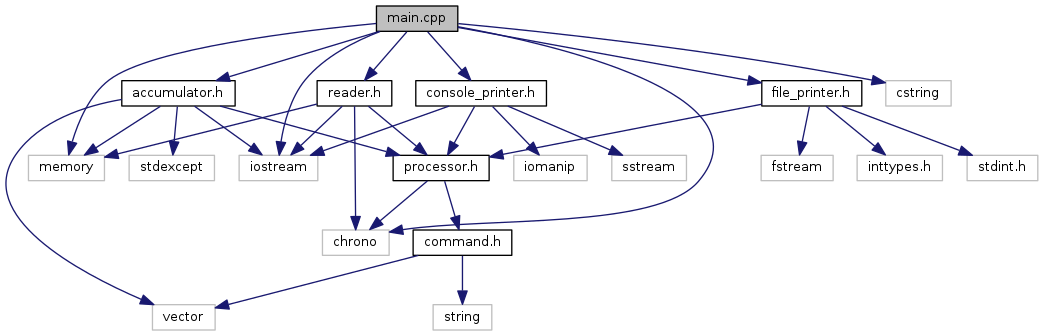 main.cpp
accumulator.h
reader.h
console_printer.h
file_printer.h
cstring
memory
stdexcept
iostream
processor.h
iomanip
sstream
fstream
inttypes.h
stdint.h
chrono
command.h
vector
string